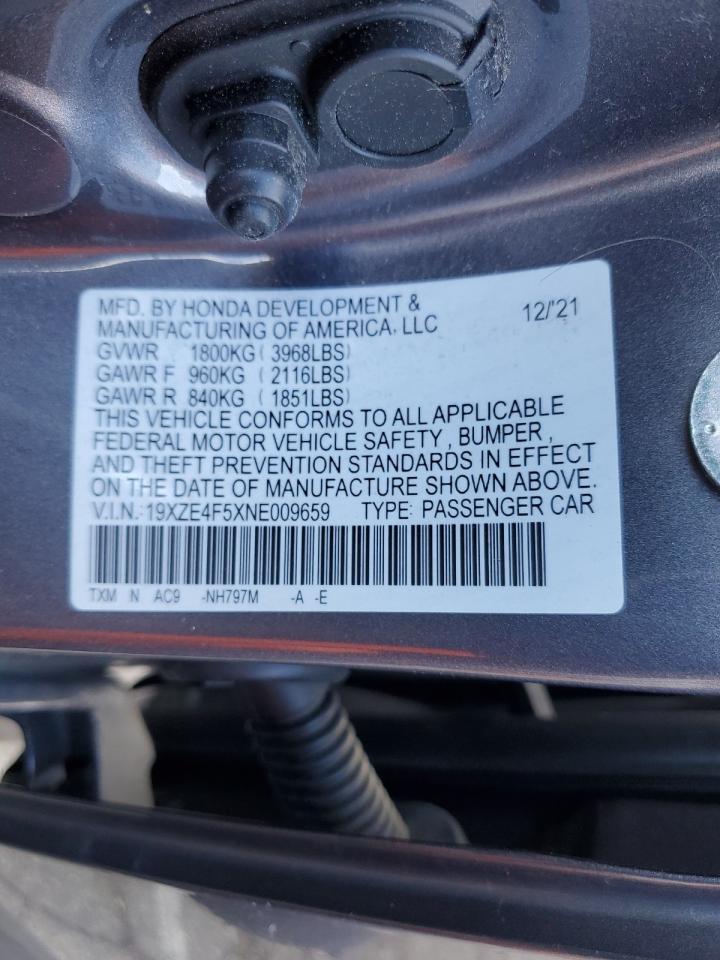 MFD. BY HONDA DEVELOPMENT & 12/'21
MANUFACTURING OF AMERICA, LLC
GVWR 1800KG ( 3968LBS)
GAWR F 960KG ( 2116LBS)
GAWR R 840KG ( 1851LBS)
THIS VEHICLE CONFORMS TO ALL APPLICABLE
FEDERAL MOTOR VEHICLE SAFETY , BUMPER ,
AND THEFT PREVENTION STANDARDS IN EFFECT
ON THE DATE OF MANUFACTURE SHOWN ABOVE.
V.I.N.:19XZE4F5XNE009659 TYPE: PASSENGER CAR
TXM N AC9 -NH797M -A -E